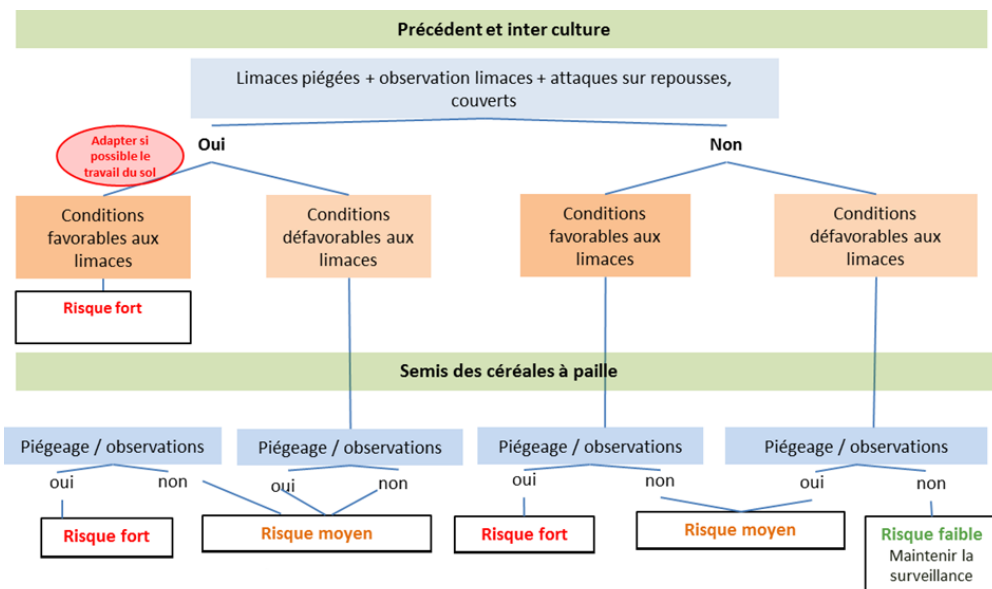 Précédent et inter culture
Limaces piégées + observation limaces + attaques sur repousses,
couverts
Adapter si
possible le
travail du sol
Oui
Non
Conditions
favorables aux
limaces
Conditions
défavorables aux
limaces
Conditions
favorables aux
limaces
Conditions
défavorables aux
limaces
Risque fort
Semis des céréales à paille
Piégeage / observations
Piégeage / observations
Piégeage / observations
Piégeage / observations
oui
non
oui
non
oui
non
oui
non
Risque fort
Risque moyen
Risque fort
Risque moyen
Risque faible
Maintenir la
surveillance